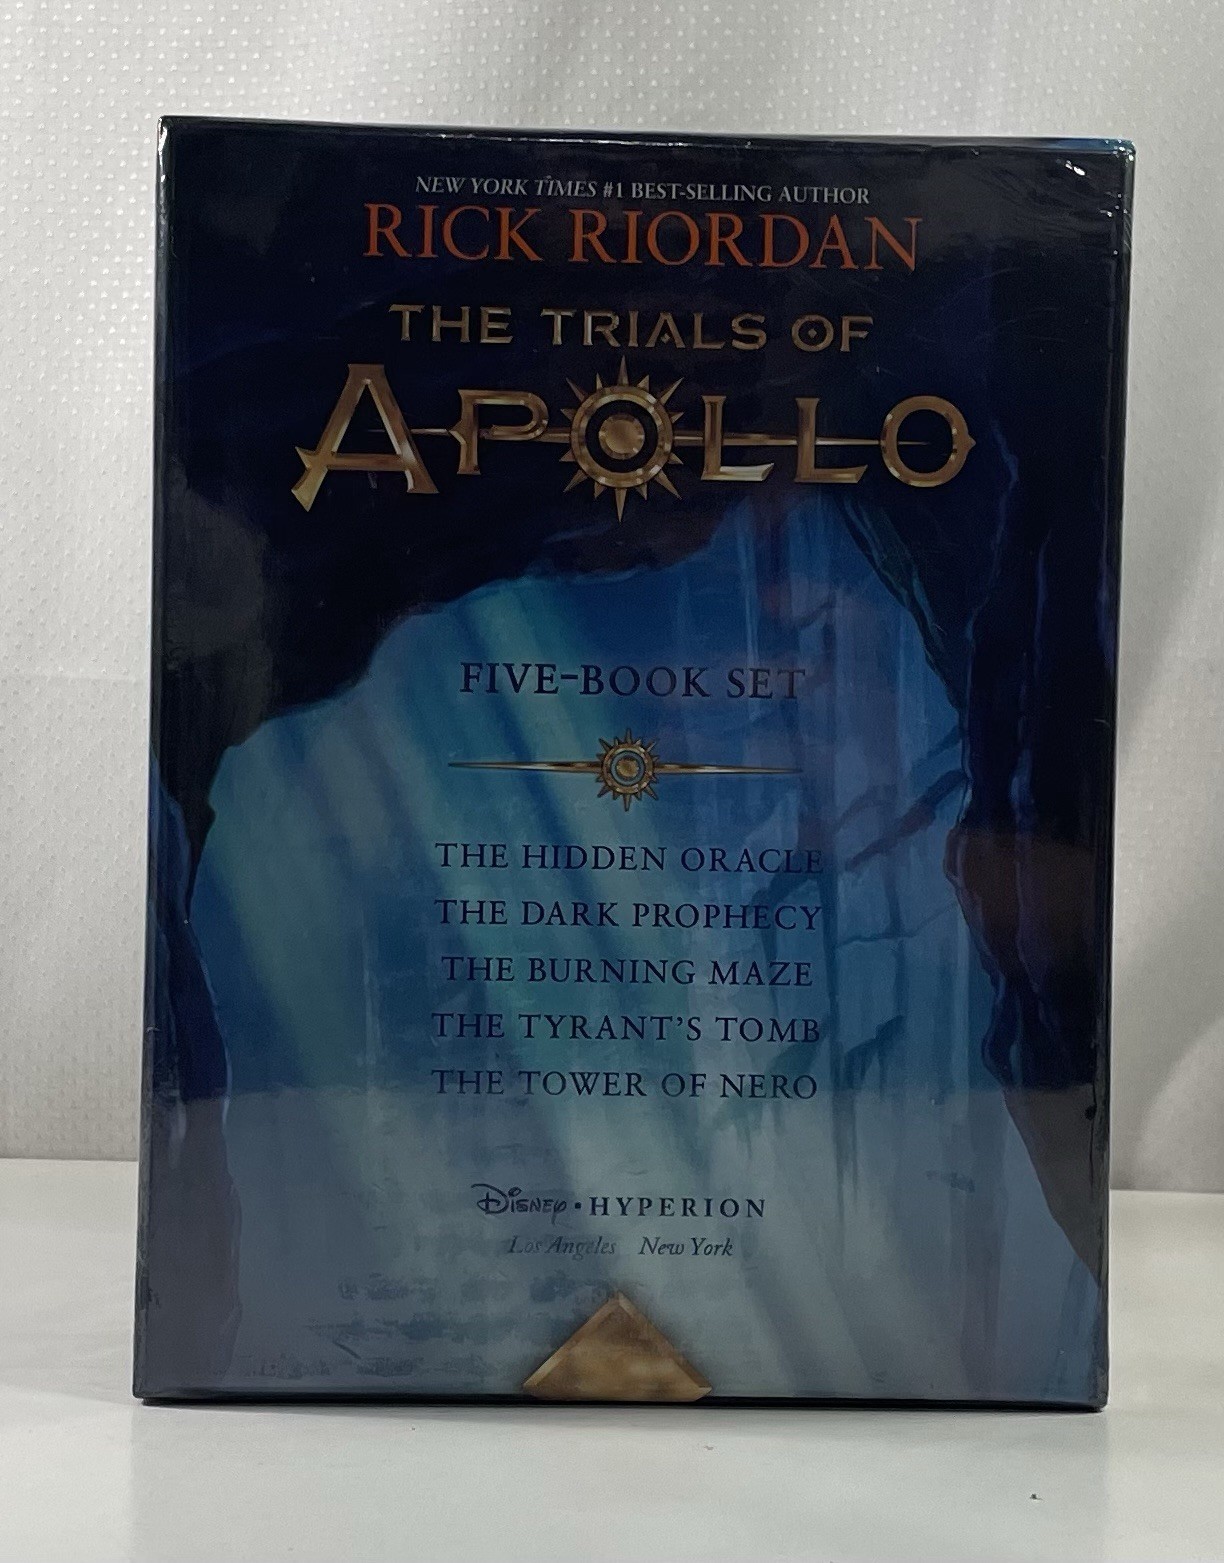 NEW YORK TIMES #1 BEST-SELLING AUTHOR
RICK RIORDAN
THE TRIALS OF
APOLLO
FIVE-BOOK SET
THE HIDDEN ORACLE
THE DARK PROPHECY
THE BURNING MAZE
THE TYRANT'S TOMB
THE TOWER OF NERO
Disney • HYPERION
Los Angeles New York